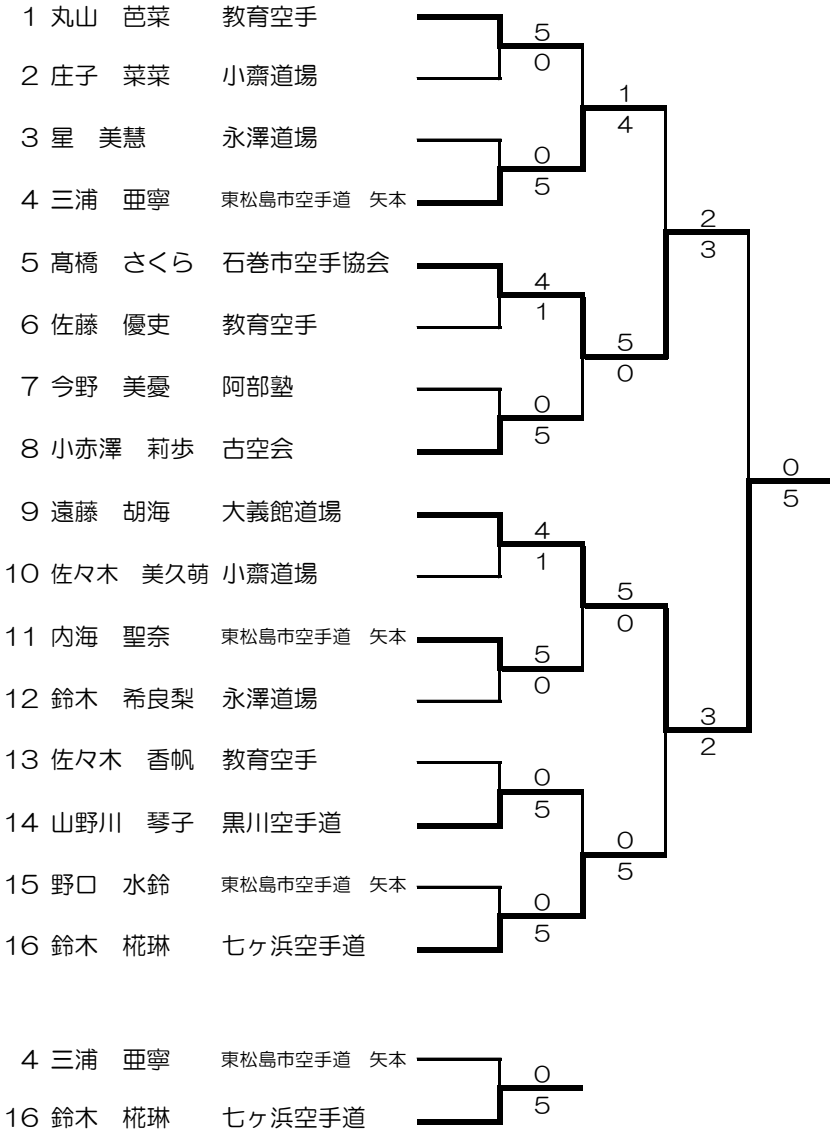 1 丸山　芭菜　教育空手
5
0
2 庄子　菜菜　小齋道場
1
4
3 星　美慧　永澤道場
0
5
4 三浦　亜寧　東松島市空手道　矢本
2
3
5 髙橋　さくら　石巻市空手協会
4
1
6 佐藤　優吏　教育空手
5
0
7 今野　美憂　阿部塾
0
5
8 小赤澤　莉歩　古空会
0
5
9 遠藤　胡海　大義館道場
4
1
10 佐々木　美久萌　小齋道場
5
0
11 内海　聖奈　東松島市空手道　矢本
5
0
12 鈴木　希良梨　永澤道場
3
2
13 佐々木　香帆　教育空手
0
5
14 山野川　琴子　黒川空手道
0
5
15 野口　水鈴　東松島市空手道　矢本
0
5
16 鈴木　椛琳　七ヶ浜空手道
4 三浦　亜寧　東松島市空手道　矢本
0
5
16 鈴木　椛琳　七ヶ浜空手道